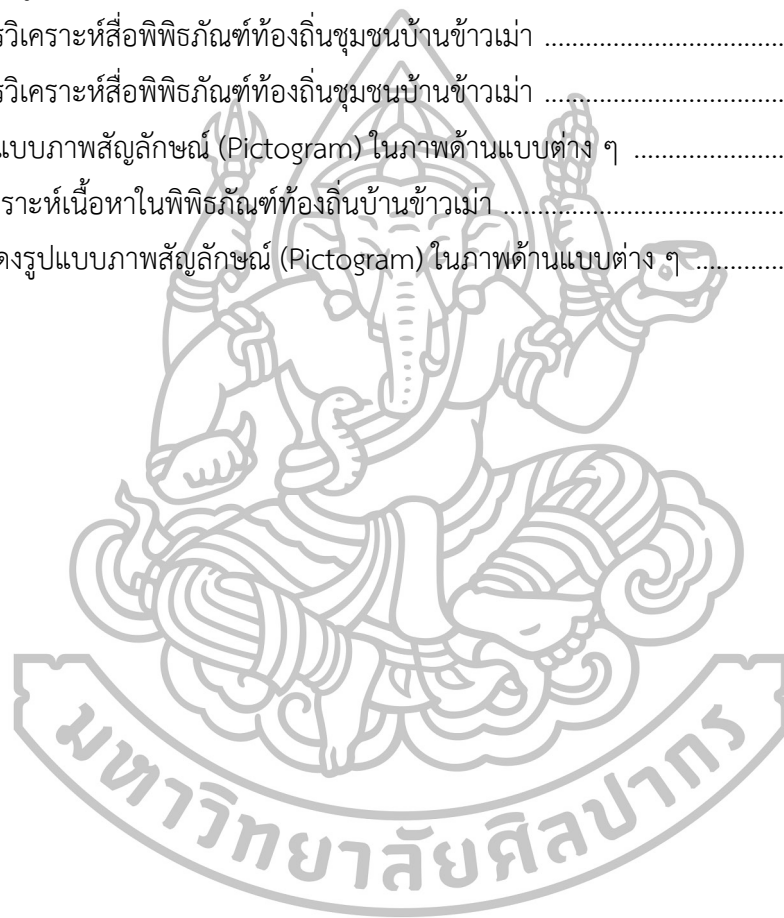 รวิเคราะห์สื่อพิพิธภัณฑ์ท้องถิ่นชุมชนบ้านข้าวเม่า ........................................
รวิเคราะห์สื่อพิพิธภัณฑ์ท้องถิ่นชุมชนบ้านข้าวเม่า ........................................
แบบภาพสัญลักษณ์ (Pictogram) ในภาพด้านแบบต่าง ๆ .........................
ราะห์เนื้อหาในพิพิธภัณฑ์ท้องถิ่นบ้านข้าวเม่า ..............................................
ดงรูปแบบภาพสัญลักษณ์ (Pictogram) ในภาพด้านแบบต่าง ๆ ................
มหาวิทยาลัยศิลปากร